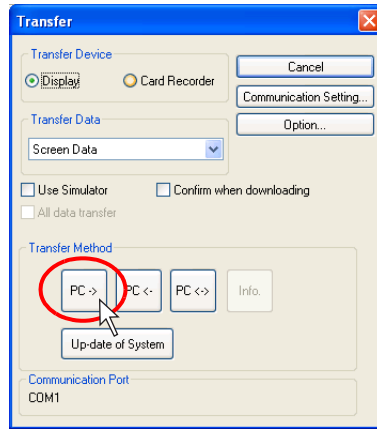 Transfer
Transfer Device
Display
Card Recorder
Cancel
Communication Setting...
Transfer Data
Option...
Screen Data
Use Simulator
Confirm when downloading
All data transfer
Transfer Method
PC ->
PC <-
PC <->
Info.
Up-date of System
Communication Port
COM1